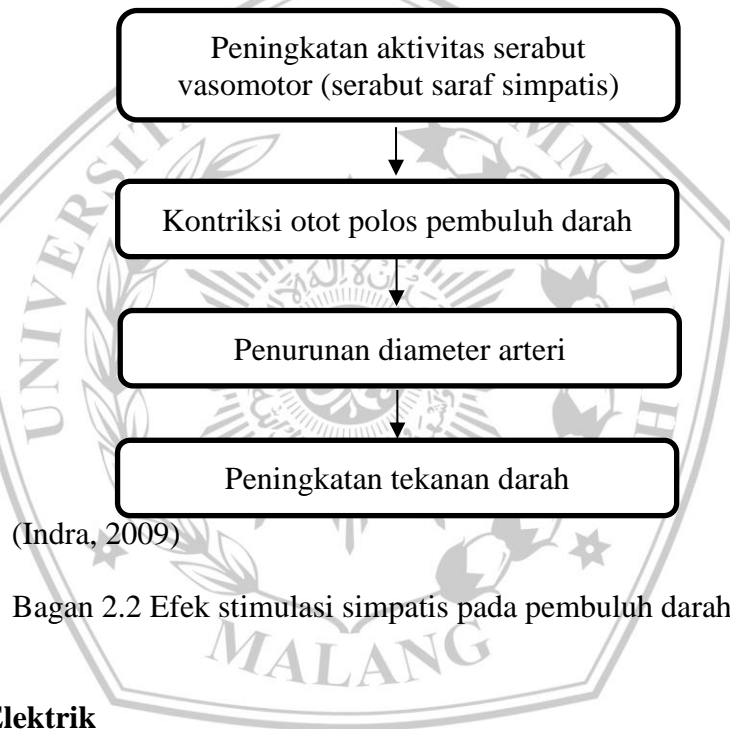 Peningkatan aktivitas serabut
vasomotor (serabut saraf simpatis)
Kontriksi otot polos pembuluh darah
Penurunan diameter arteri
Peningkatan tekanan darah
(Indra, 2009)
Bagan 2.2 Efek stimulasi simpatis pada pembuluh darah
MALANG
Elektrik